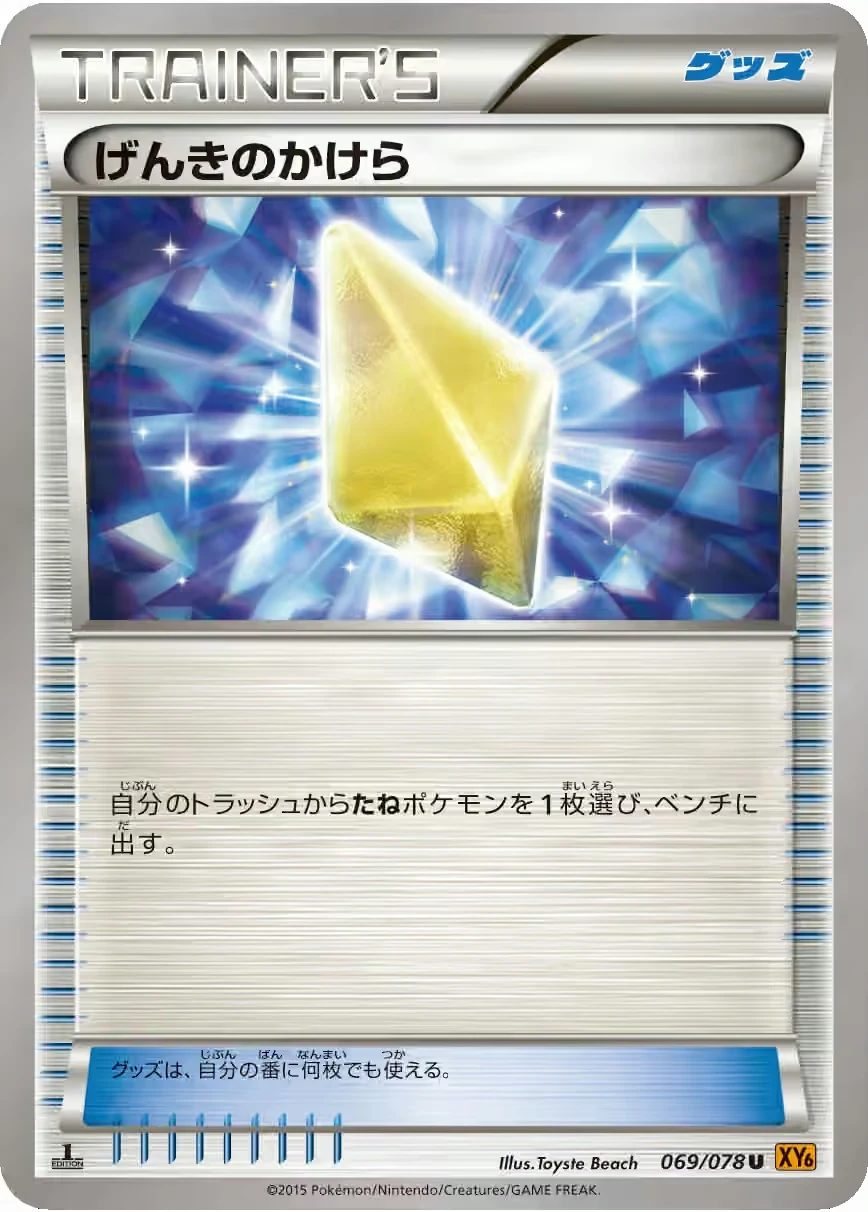 TRAINER'S
グッズ
げんきのかけら
じぶん まい えら
自分のトラッシュからたねポケモンを1枚選び、ベンチに
だ
出す。
じぶん ばん なんまい つか
グッズは、自分の番に何枚でも使える。
1 EDITION
Illus.Toyste Beach 069/078 U XY6
©2015 Pokémon/Nintendo/Creatures/GAME FREAK.